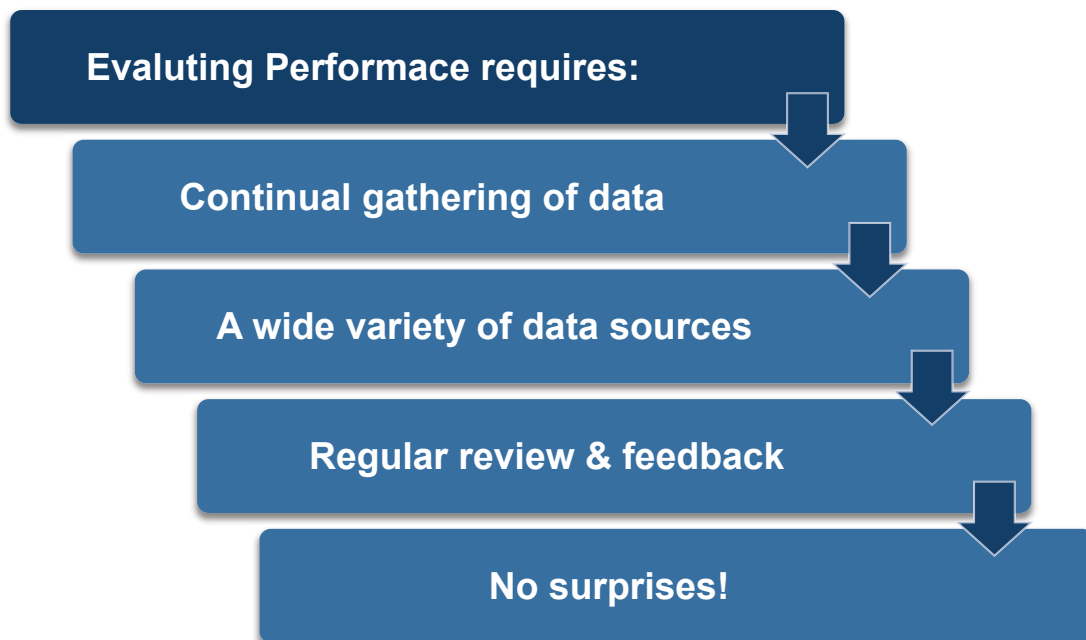 Evaluting Performace requires:
Continual gathering of data
A wide variety of data sources
Regular review & feedback
No surprises!